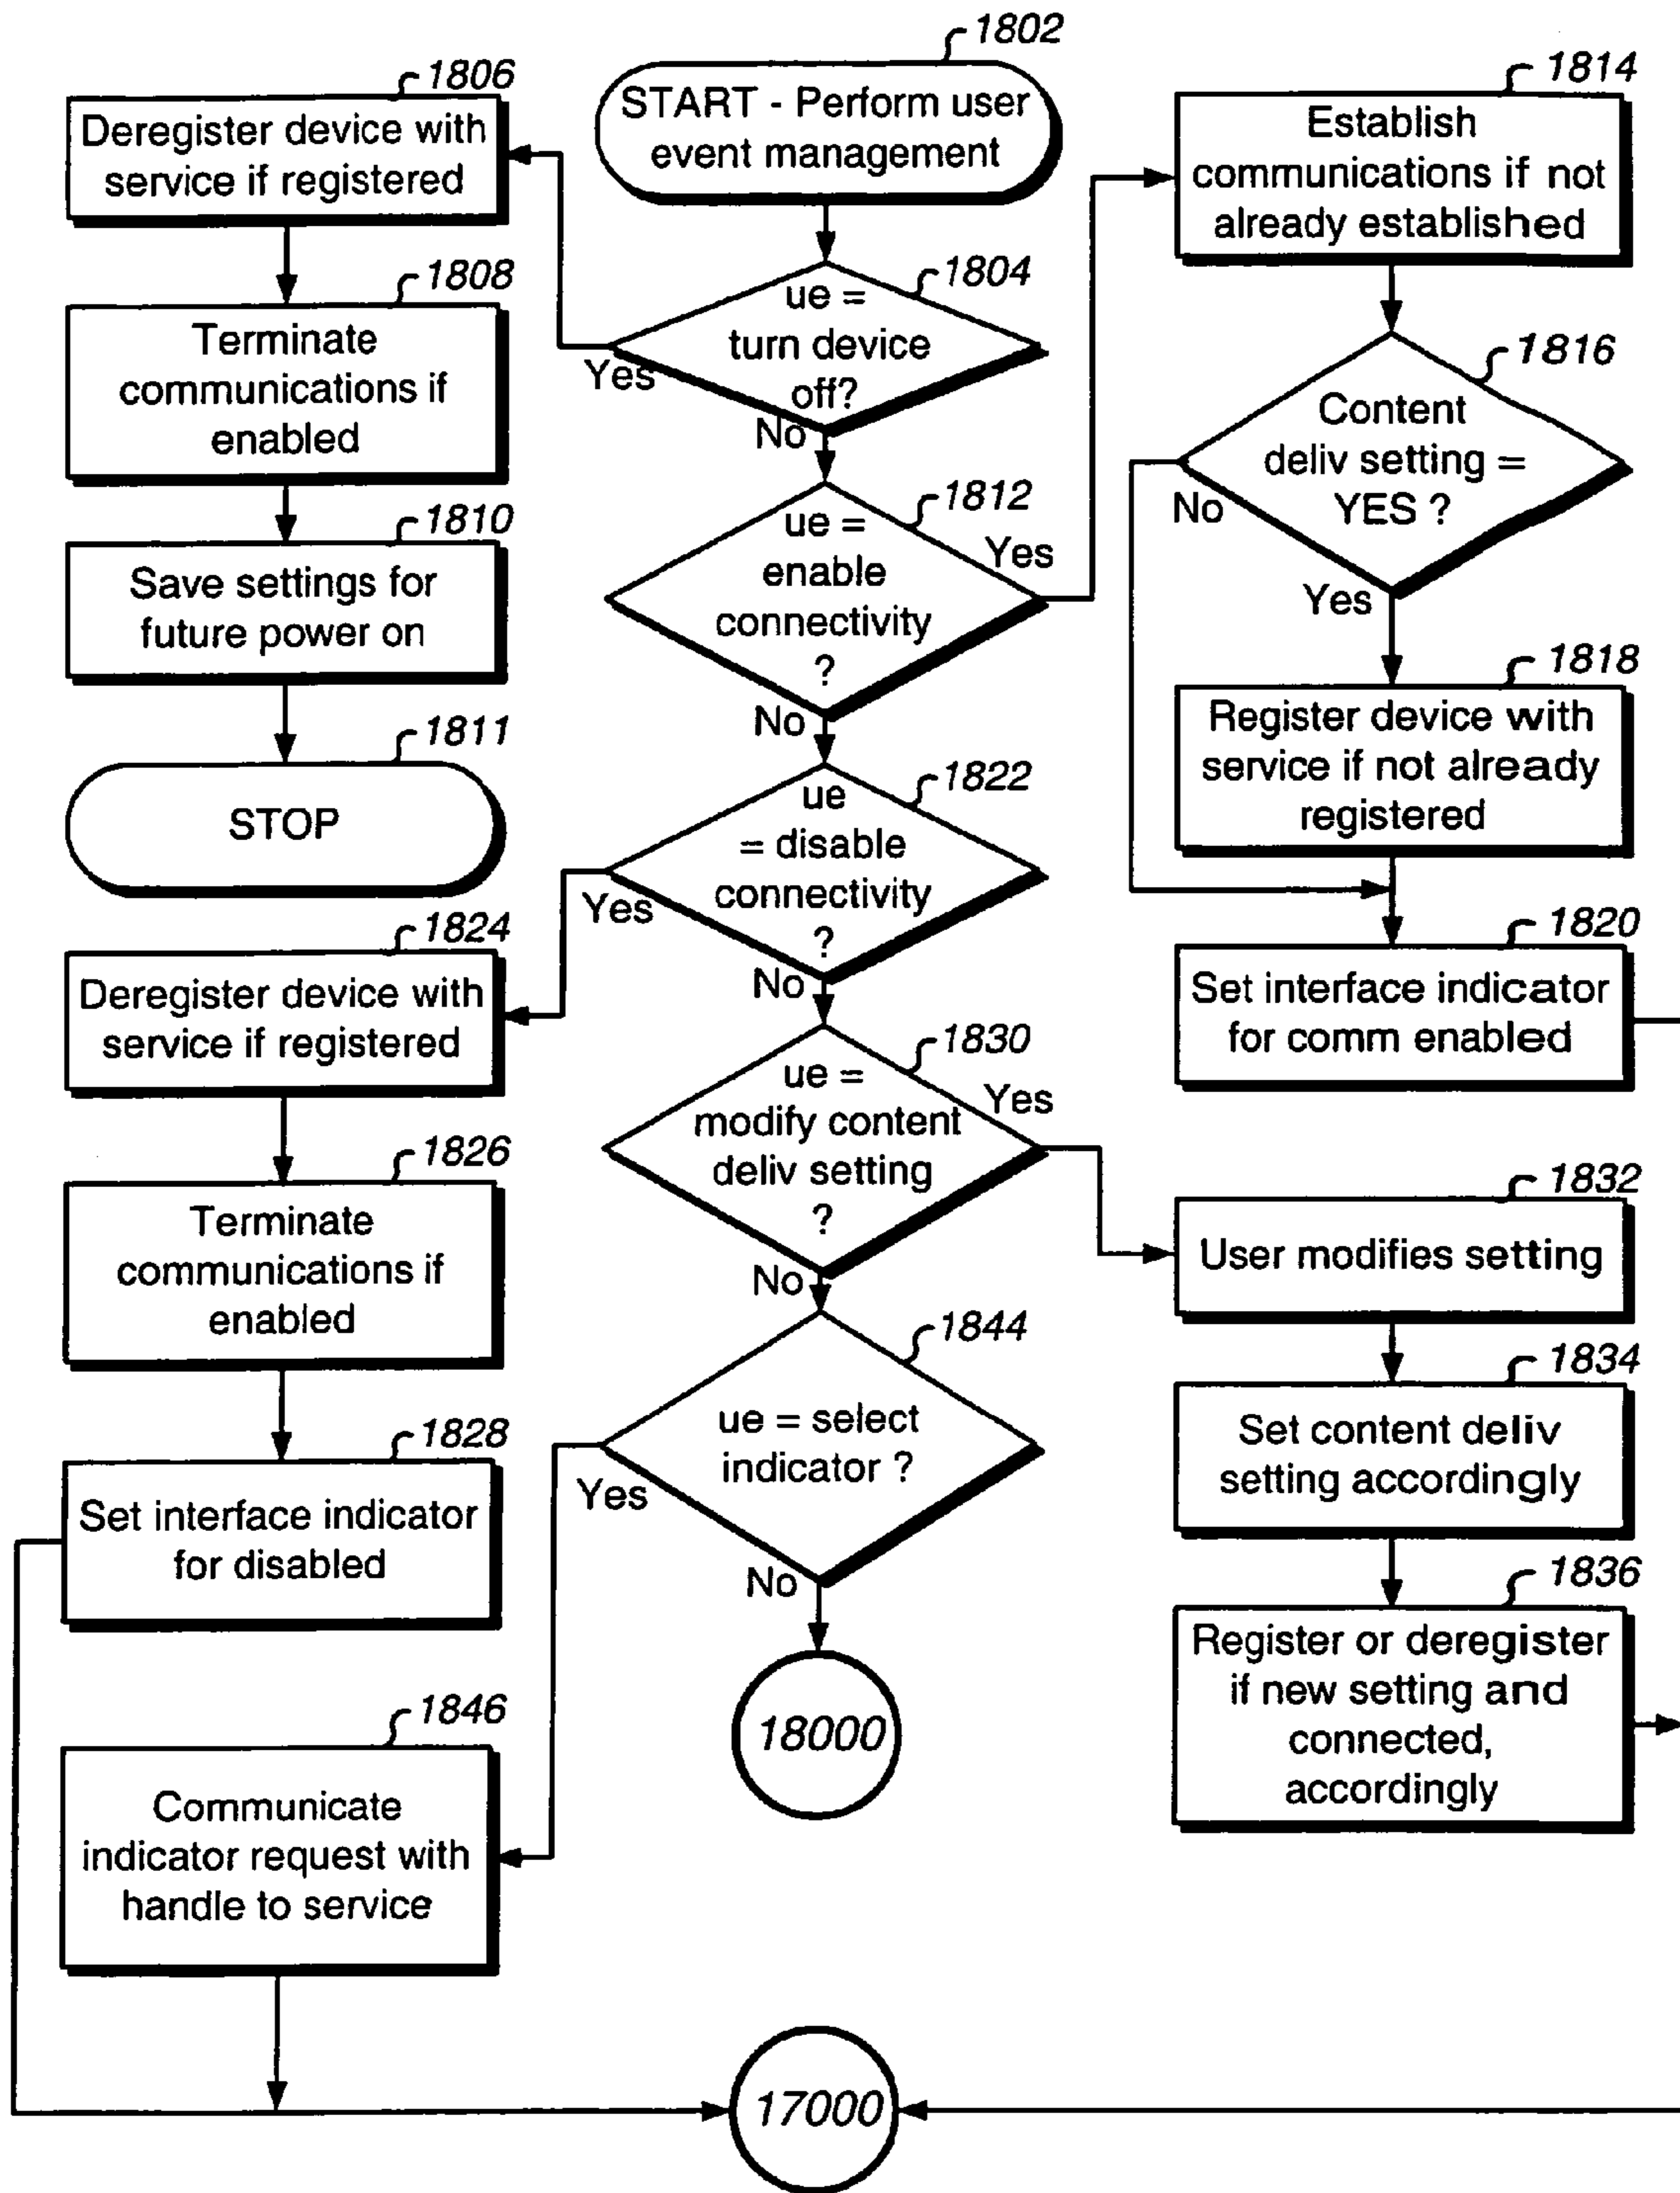 1802
START - Perform user
event management
1804
ue =
turn device
off?
Yes
No
1806
Deregister device with
service if registered
1808
Terminate
communications if
enabled
1810
Save settings for
future power on
1811
STOP
1812
ue =
enable
connectivity
?
Yes
No
1814
Establish
communications if not
already established
1816
Content
deliv setting =
YES ?
No
Yes
1818
Register device with
service if not already
registered
1820
Set interface indicator
for comm enabled
1822
ue
= disable
connectivity
?
Yes
No
1824
Deregister device with
service if registered
1826
Terminate
communications if
enabled
1828
Set interface indicator
for disabled
1830
ue =
modify content
deliv setting
?
Yes
No
1832
User modifies setting
1834
Set content deliv
setting accordingly
1836
Register or deregister
if new setting and
connected,
accordingly
1844
ue = select
indicator ?
Yes
No
1846
Communicate
indicator request with
handle to service
18000
17000